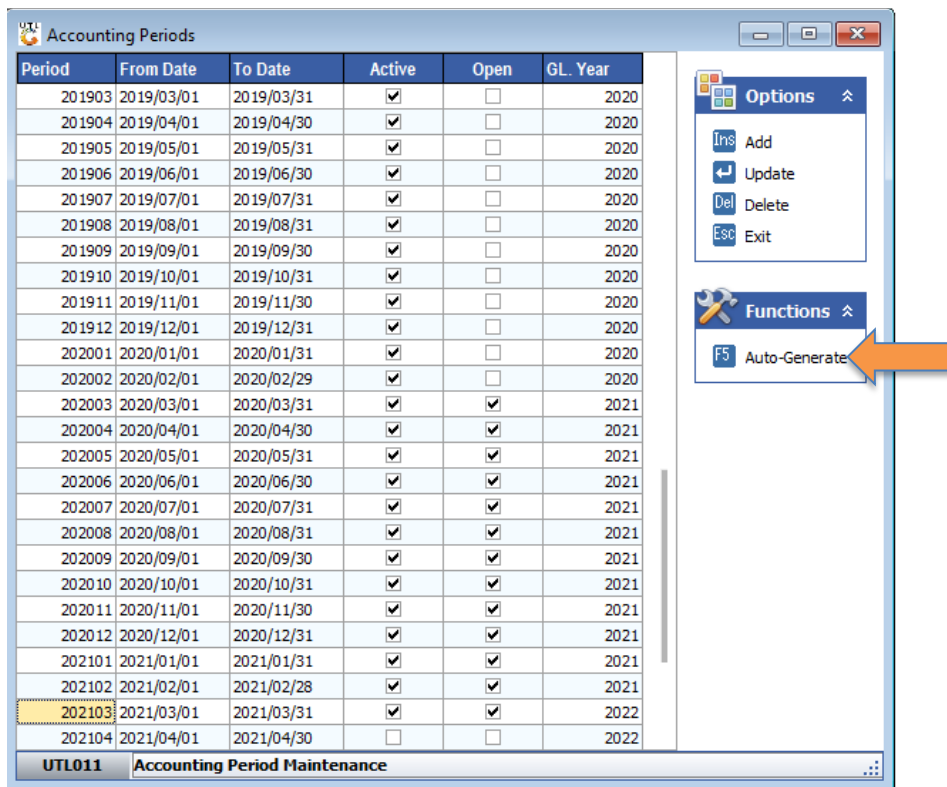 UTL Accounting Periods
Period From Date To Date Active Open GL. Year
201903 2019/03/01 2019/03/31 2020
201904 2019/04/01 2019/04/30 2020
201905 2019/05/01 2019/05/31 2020
201906 2019/06/01 2019/06/30 2020
201907 2019/07/01 2019/07/31 2020
201908 2019/08/01 2019/08/31 2020
201909 2019/09/01 2019/09/30 2020
201910 2019/10/01 2019/10/31 2020
201911 2019/11/01 2019/11/30 2020
201912 2019/12/01 2019/12/31 2020
202001 2020/01/01 2020/01/31 2020
202002 2020/02/01 2020/02/29 2020
202003 2020/03/01 2020/03/31 2021
202004 2020/04/01 2020/04/30 2021
202005 2020/05/01 2020/05/31 2021
202006 2020/06/01 2020/06/30 2021
202007 2020/07/01 2020/07/31 2021
202008 2020/08/01 2020/08/31 2021
202009 2020/09/01 2020/09/30 2021
202010 2020/10/01 2020/10/31 2021
202011 2020/11/01 2020/11/30 2021
202012 2020/12/01 2020/12/31 2021
202101 2021/01/01 2021/01/31 2021
202102 2021/02/01 2021/02/28 2021
202103 2021/03/01 2021/03/31 2022
202104 2021/04/01 2021/04/30 2022
UTL011 Accounting Period Maintenance
Options
Ins Add
Update
Del Delete
Esc Exit
Functions
F5 Auto-Generate